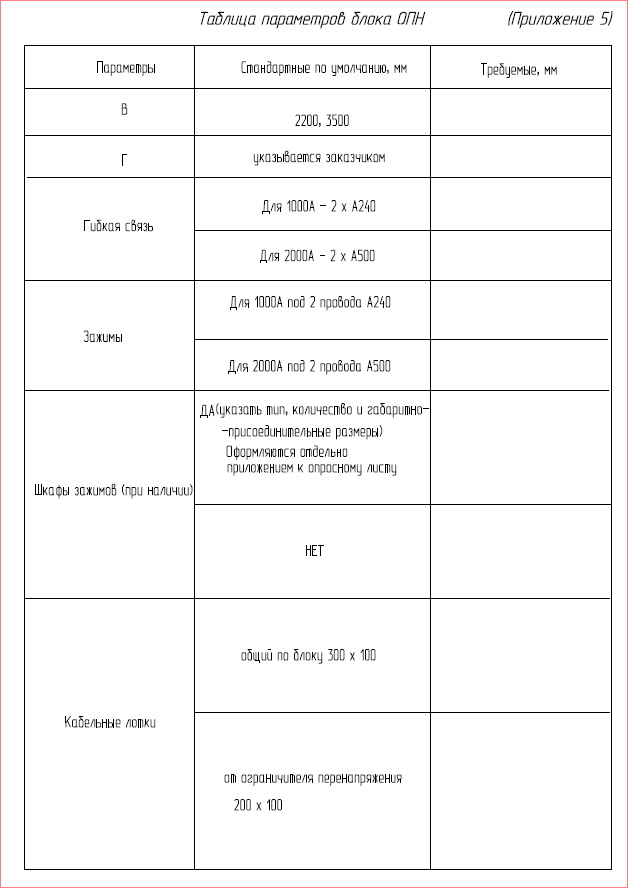 Таблица параметров блока ОПН (Приложение 5)
Параметры Стандартные по умолчанию, мм Требуемые, мм
В 2200, 3500
Г указывается заказчиком
Гибкая связь
Для 1000А - 2 х А240
Для 2000А - 2 х А500
Зажимы
Для 1000А под 2 провода А240
Для 2000А под 2 провода А500
Шкафы зажимов (при наличии)
ДА(указать тип, количество и габаритно-
-присоединительные размеры)
Оформляются отдельно
приложением к опросному листу
НЕТ
Кабельные лотки
общий по блоку 300 х 100
от ограничителя перенапряжения
200 х 100